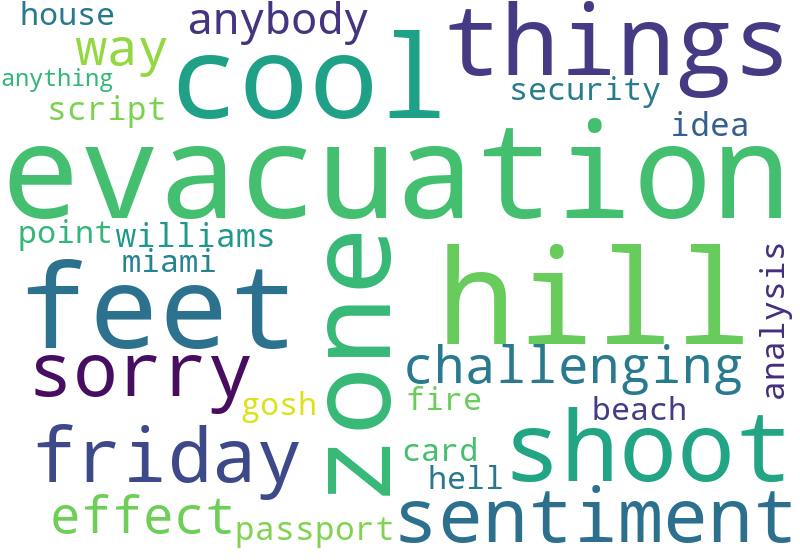 house
anybody
things
way
cool
anything
security
script
idea
evacuation
point
williams
miami
zone
hill
analysis
feet
sorry
challenging
gosh
fire
beach
shoot
friday
card
hell
effect
passport
sentiment